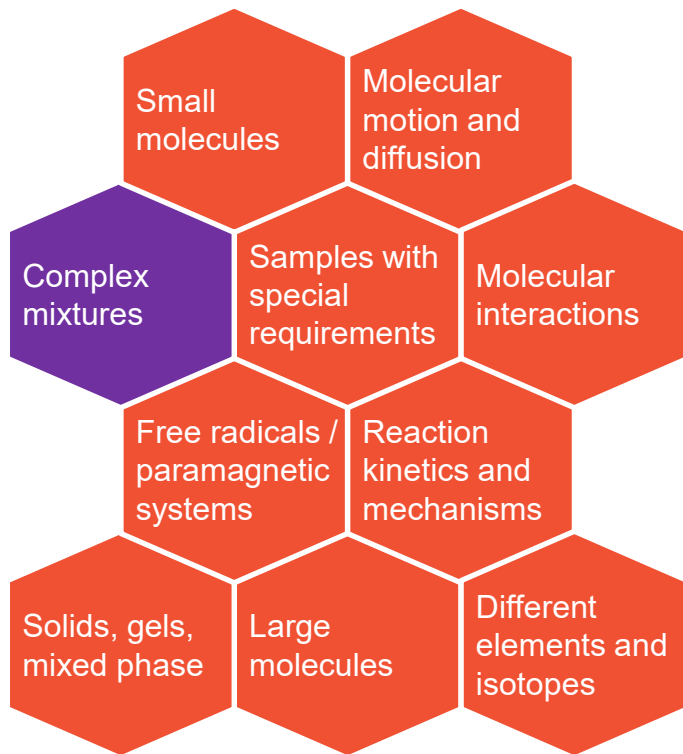 Small
molecules
Molecular
motion and
diffusion
Complex
mixtures
Samples with
special
requirements
Molecular
interactions
Free radicals /
paramagnetic
systems
Reaction
kinetics and
mechanisms
Solids, gels,
mixed phase
Large
molecules
Different
elements and
isotopes